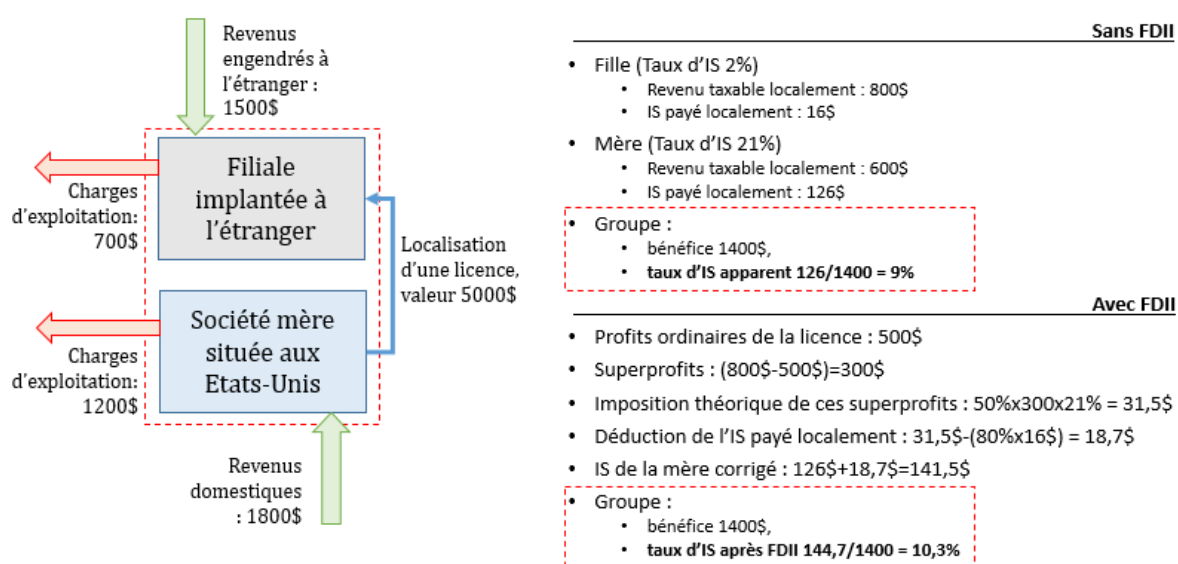 Revenus
engendrés à
l'étranger :
1500$
Filiale
implantée à
l'étranger
Charges
d'exploitation:
700$
Localisation
d'une licence,
valeur 5000$
Société mère
située aux
Etats-Unis
Charges
d'exploitation:
1200$
Revenus
domestiques
: 1800$
Sans FDII
• Fille (Taux d'IS 2%)
• Revenu taxable localement : 800$
• IS payé localement : 16$
• Mère (Taux d'IS 21%)
• Revenu taxable localement : 600$
• IS payé localement : 126$
• Groupe :
• bénéfice 1400$,
• taux d'IS apparent 126/1400 = 9%
Avec FDII
• Profits ordinaires de la licence : 500$
• Superprofits : (800$-500$)=300$
• Imposition théorique de ces superprofits : 50%x300x21% = 31,5$
• Déduction de l'IS payé localement : 31,5$-(80%x16$) = 18,7$
• IS de la mère corrigé : 126$+18,7$=141,5$
• Groupe :
• bénéfice 1400$,
• taux d'IS après FDII 144,7/1400 = 10,3%